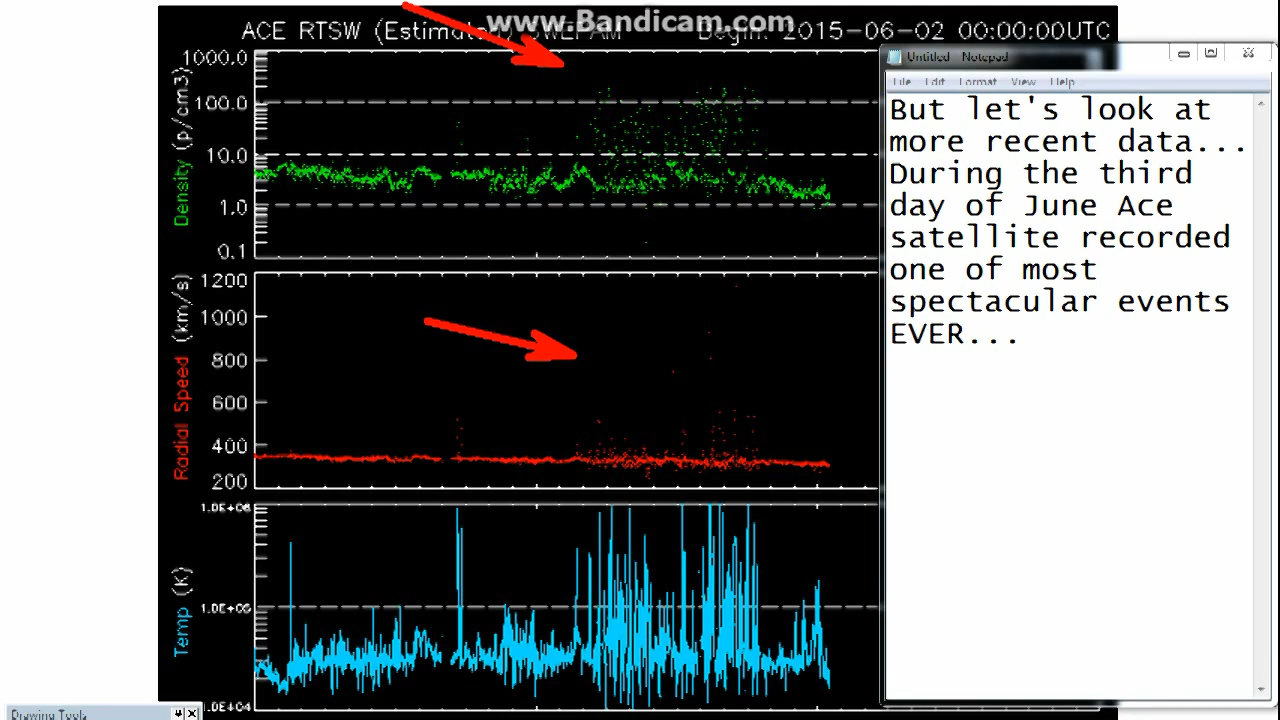 www.Bandicam.com
ACE RTSW (Estimated) SWEPAM Begin: 2015-06-02 00:00:00UTC
1000.0
100.0
10.0
1.0
0.1
Density (p/cm3)
1200
1000
800
600
400
200
Radial Speed (km/s)
1.0E+06
1.0E+05
1.0E+04
Temp (K)
Untitled - Notepad
File Edit Format View Help
But let's look at
more recent data...
During the third
day of June Ace
satellite recorded
one of most
spectacular events
EVER...
Drawing Tools